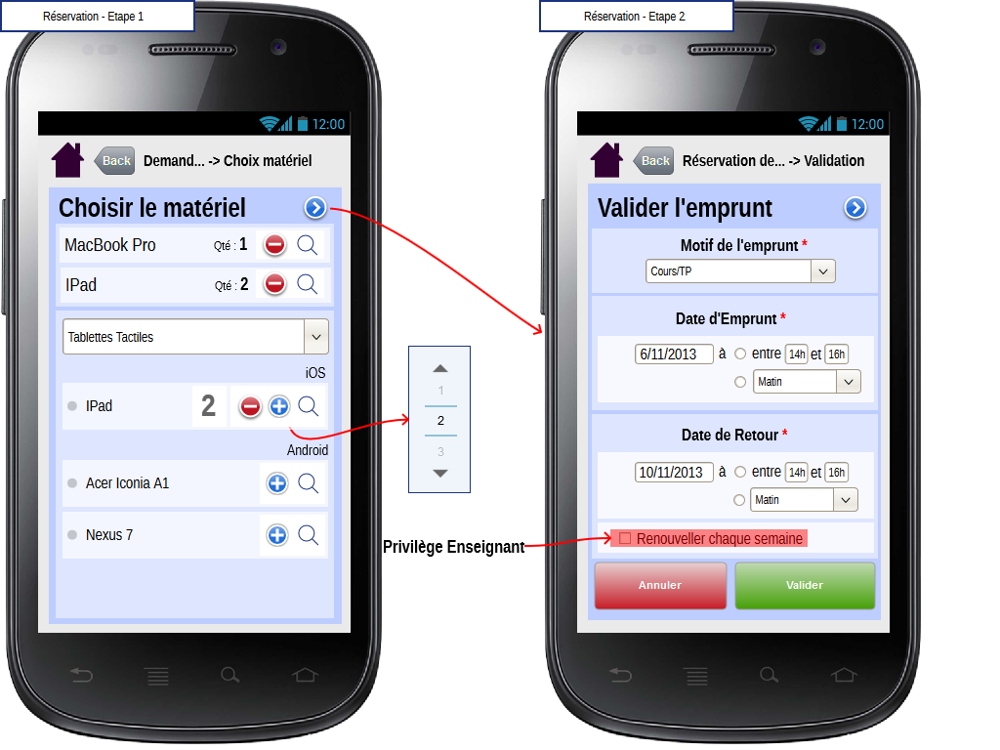 Réservation - Etape 1
12:00
Back
Demand... -> Choix matériel
Choisir le matériel
MacBook Pro Qté : 1
IPad Qté : 2
Tablettes Tactiles
iOS
IPad 2
Android
Acer Iconia A1
Nexus 7
1
2
3
Privilège Enseignant
Réservation - Etape 2
12:00
Back
Réservation de... -> Validation
Valider l'emprunt
Motif de l'emprunt *
Cours/TP
Date d'Emprunt *
6/11/2013 à entre 14h et 16h
Matin
Date de Retour *
10/11/2013 à entre 14h et 16h
Matin
Renouveller chaque semaine
Annuler Valider